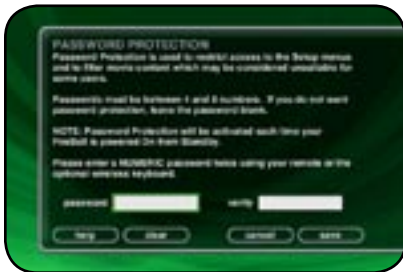 PASSWORD PROTECTION
Password Protection is used to restrict access to the Setup menus
and to filter movie content which may be considered unsuitable for
some users.
Passwords must be between 1 and 8 numbers. If you do not want
password protection, leave the password blank.
NOTE: Password Protection will be activated each time your
is powered On from Standby.
Please enter a NUMERIC password twice using your remote or the
optional wireless keyboard.
password verify
help clear cancel save